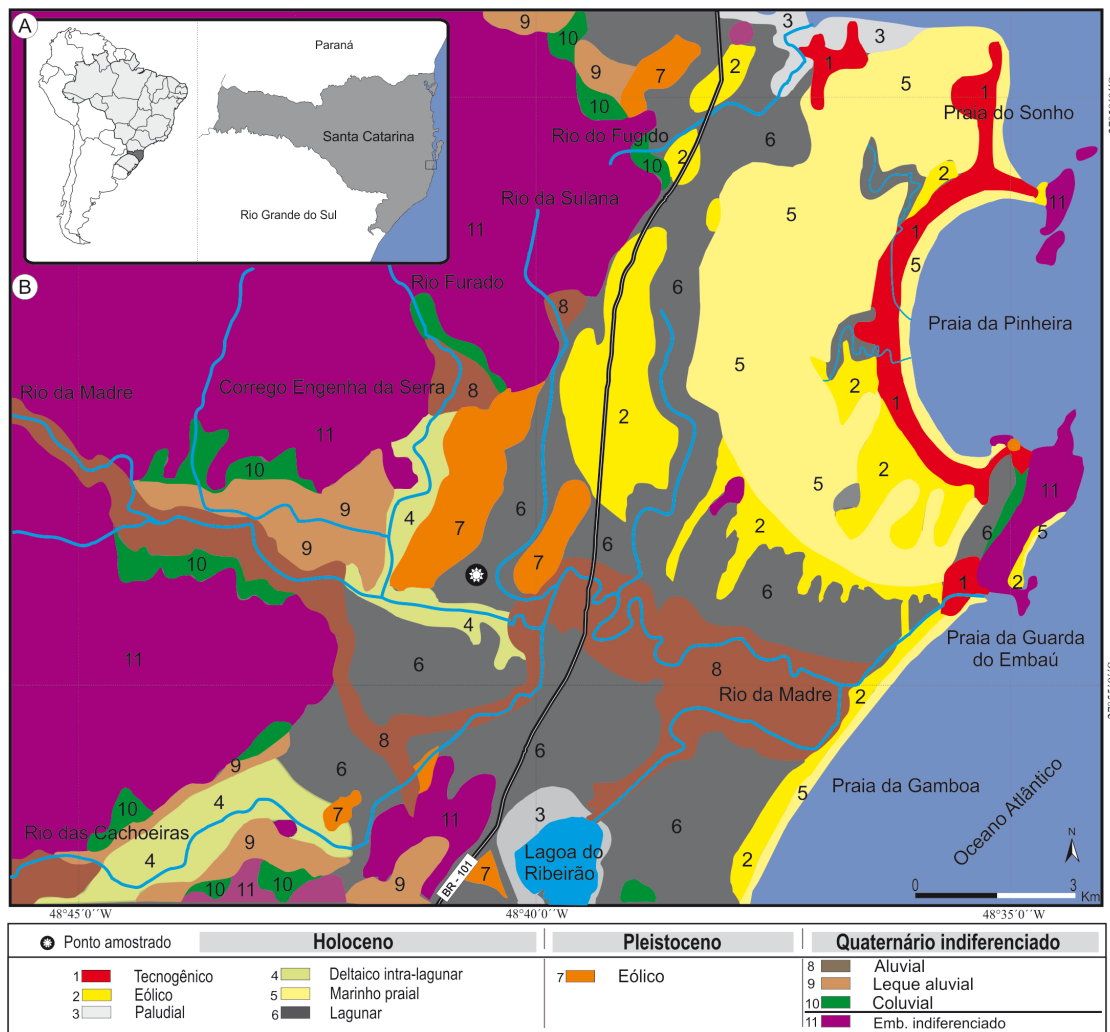 A
Paraná
Santa Catarina
Rio Grande do Sul
B
9
10
3
3
9
7
2
1
5
1
10
Praia do Sonho
Rio do Fugido
6
2
10
2
Rio da Sulana
11
11
5
1
5
Rio Furado
6
8
Praia da Pinheira
5
Rio da Madre
Corrego Engenha da Serra
8
2
1
2
11
10
2
5
11
9
4
7
6
2
6
5
9
10
7
6
6
1
2
4
11
6
Praia da Guarda
do Embaú
8
Rio da Madre
2
8
6
9
6
Praia da Gamboa
5
4
10
7
3
11
6
Rio das Cachoeiras
9
4
Lagoa do
Ribeirão
Oceano Atlântico
N
2
7
10
11
10
9
BR - 101
0
3
Km
48°45´0´´W
48°40´0´´W
48°35´0´´W
Ponto amostrado
Holoceno
Pleistoceno
Quaternário indiferenciado
1 Tecnogênico
2 Eólico
3 Paludial
4 Deltaico intra-lagunar
5 Marinho praial
6 Lagunar
7 Eólico
8 Aluvial
9 Leque aluvial
10 Coluvial
11 Emb. indiferenciado